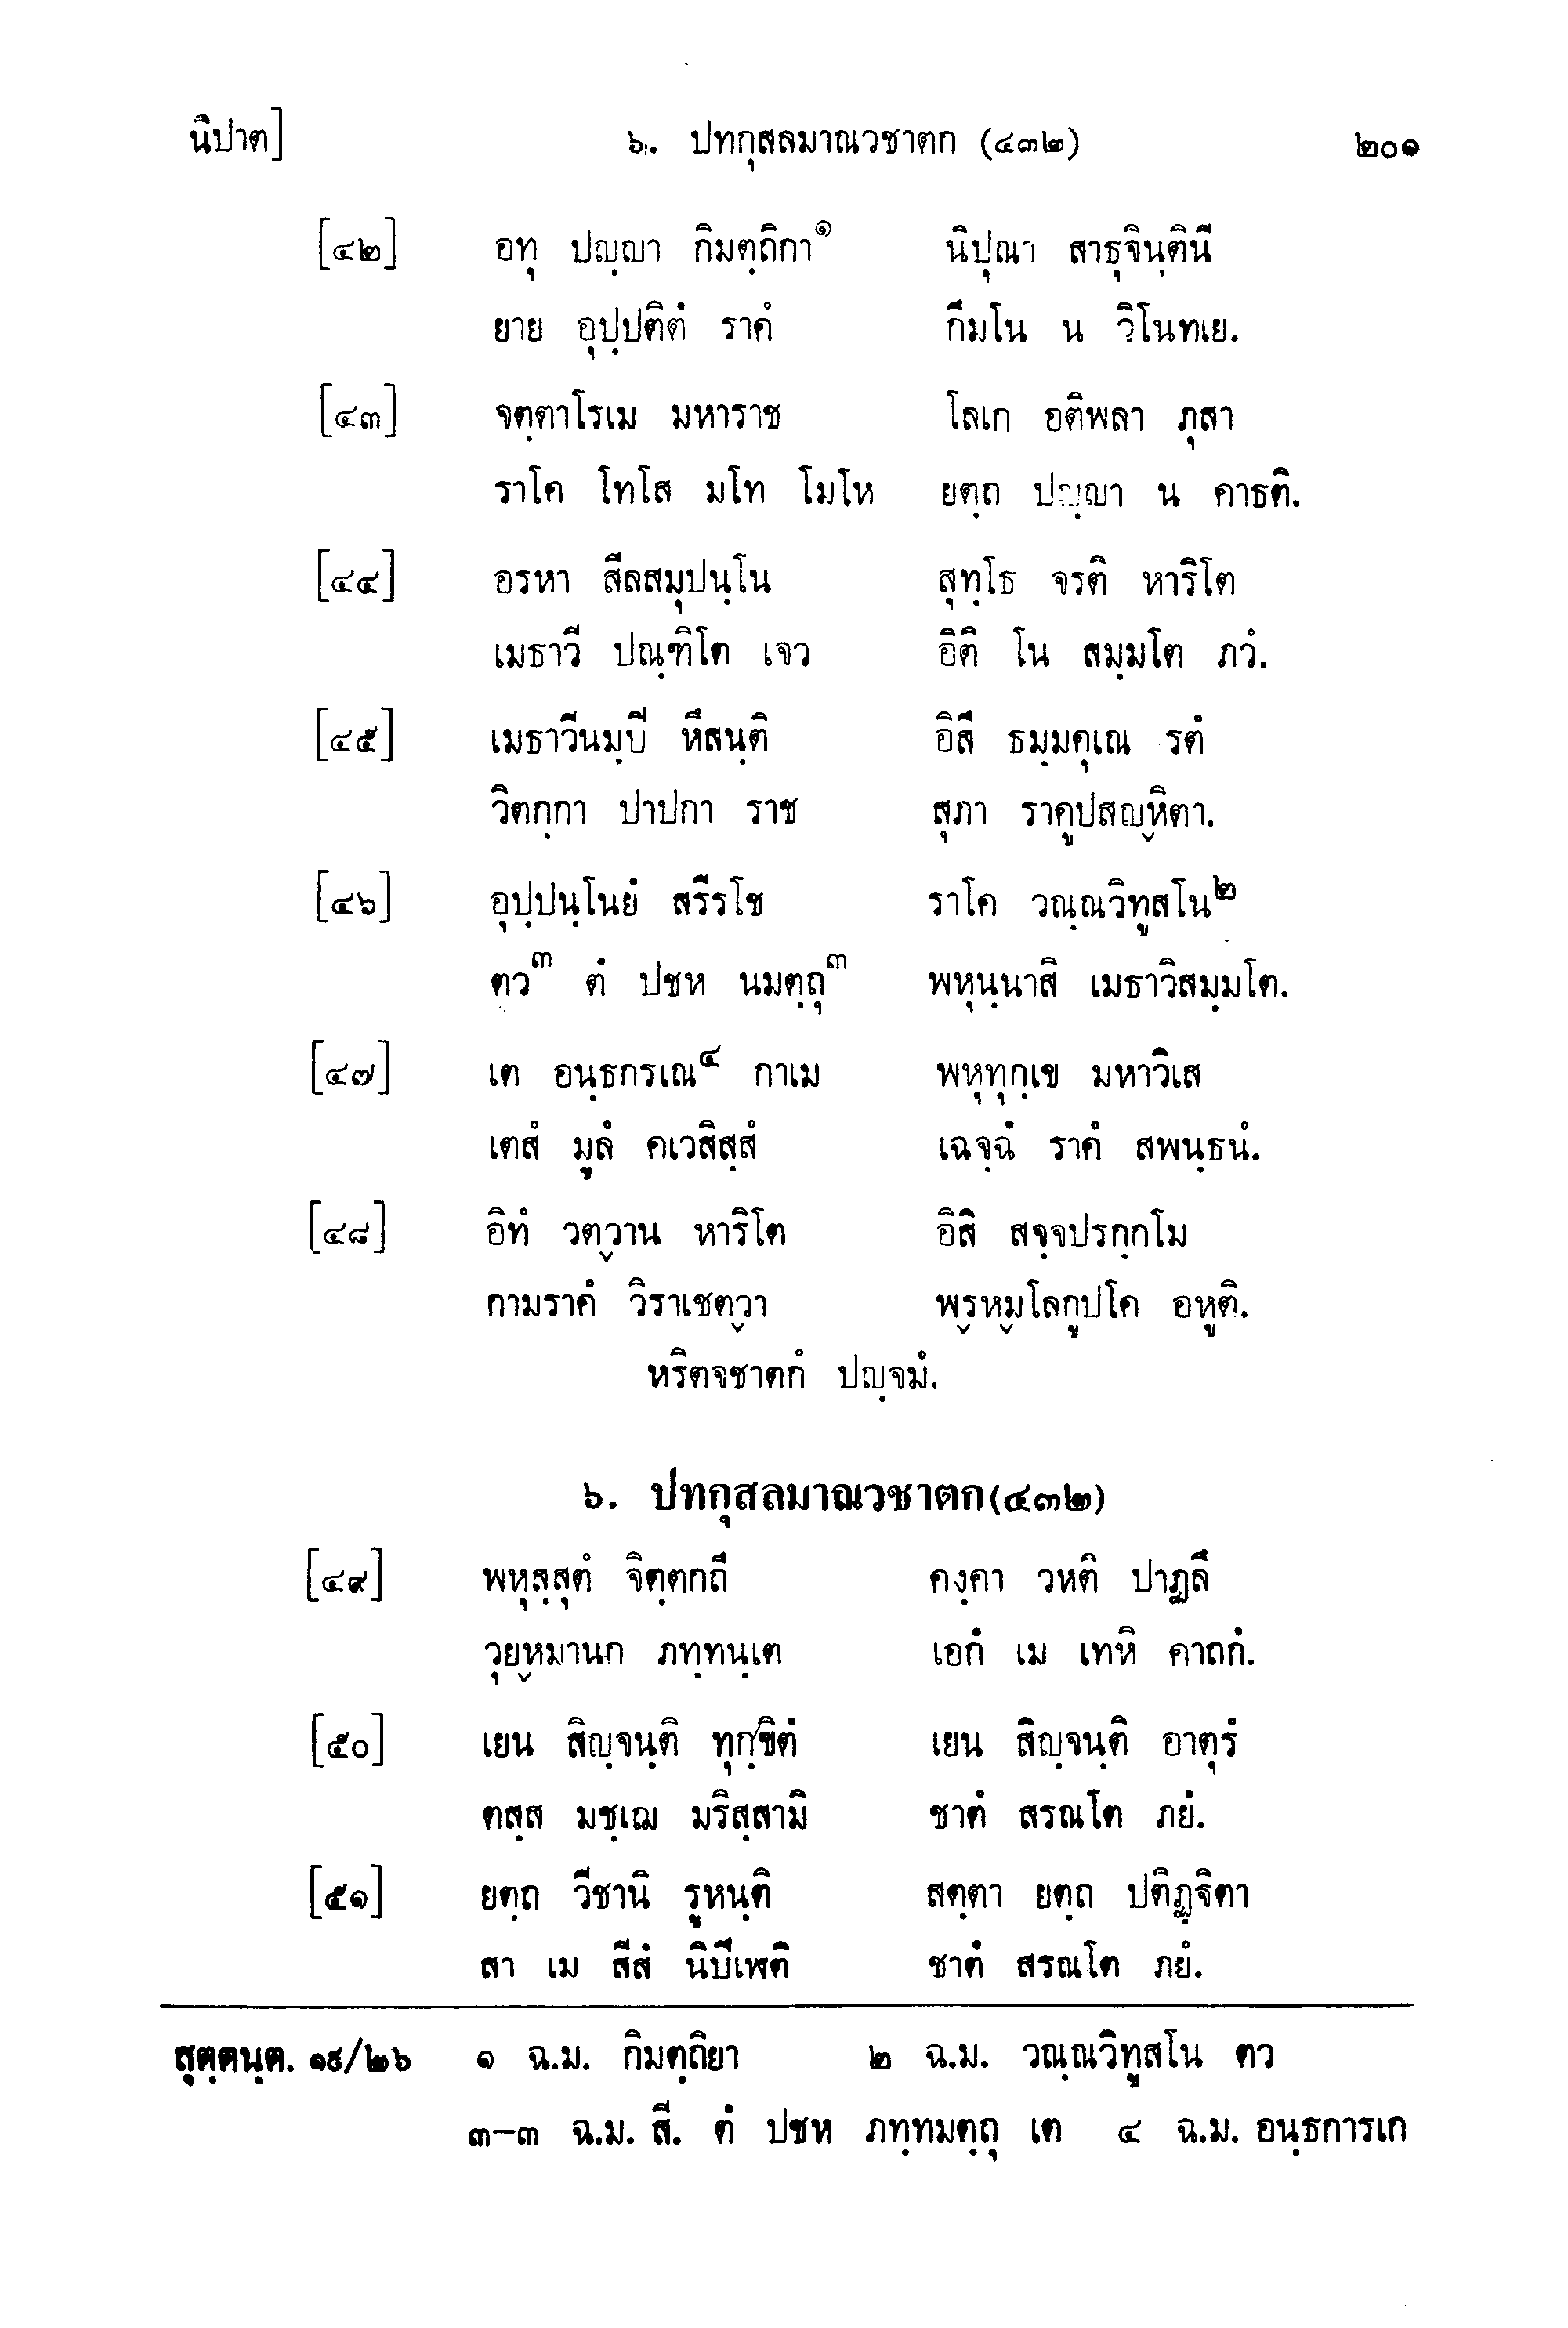 นิปาต] ๖. ปทกุสลมาณวชาตก (๔๓๒) ๒๐๑
[๔๒] อทุ ปญฺญา กิมตฺถิกา๑ นิปุณา สาธุจินฺตินี
ยาย อุปฺปติตํ ราคํ กึมโน น วิโนทเย.
[๔๓] จตฺตาโรเม มหาราช โลเก อติพลา ภุสา
ราโค โทโส มโท โมโห ยตฺถ ปญฺญา น คาธติ.
[๔๔] อรหา สีลสมฺุปนฺโน สุทฺโธ จรติ หาริโต
เมธาวี ปณฺฑิโต เจว อิติ โน สมฺมโต ภวํ.
[๔๕] เมธาวีนมฺปี หึสนฺติ อิสึ ธมฺมคุเณ รตํ
วิตกฺกา ปาปกา ราช สุภา ราคูปสญฺหิตา.
[๔๖] อุปฺปนฺโนยํ สรีรโช ราโค วณฺณวิทูสโน๒
ตว๓ ตํ ปชห นมตฺถุ๓ พหุนฺนาสิ เมธาวิสมฺมโต.
[๔๗] เต อนฺธกรเณ๔ กาเม พหุทุกฺเข มหาวิเส
เตสํ มูลํ คเวสิสฺสํ เฉจฺฉํ ราคํ สพนฺธนํ.
[๔๘] อิทํ วตฺวาน หาริโต อิสิ สจฺจปรกฺกโม
กามราคํ วิราเชตฺวา พฺรหฺมโลกูปโค อหูติ.
หริตจชาตกํ ปญฺจมํ.
๖. ปทกุสลมาณวชาตก(๔๓๒)
[๔๙] พหุสฺสุตํ จิตฺตกถึ คงฺคา วหติ ปาฏลึ
วุยฺหมานก ภทฺทนฺเต เอกํ เม เทหิ คาถกํ.
[๕๐] เยน สิญฺจนฺติ ทุกฺขิตํ เยน สิญฺจนฺติ อาตุรํ
ตสฺส มชฺเฌ มริสฺสามิ ชาตํ สรณโต ภยํ.
[๕๑] ยตฺถ วีชานิ รูหนฺติ สตฺตา ยตฺถ ปติฏฺฐิตา
สา เม สีสํ นิปีเฬติ ชาตํ สรณโต ภยํ.
สุตฺตนฺต. ๑๙/๒๖ ๑ ฉ.ม. กิมตฺถิยา ๒ ฉ.ม. วณฺณวิทูสโน ตว
๓-๓ ฉ.ม. สี. ตํ ปชห ภทฺทมตฺถุ เต ๔ ฉ.ม. อนฺธการเก